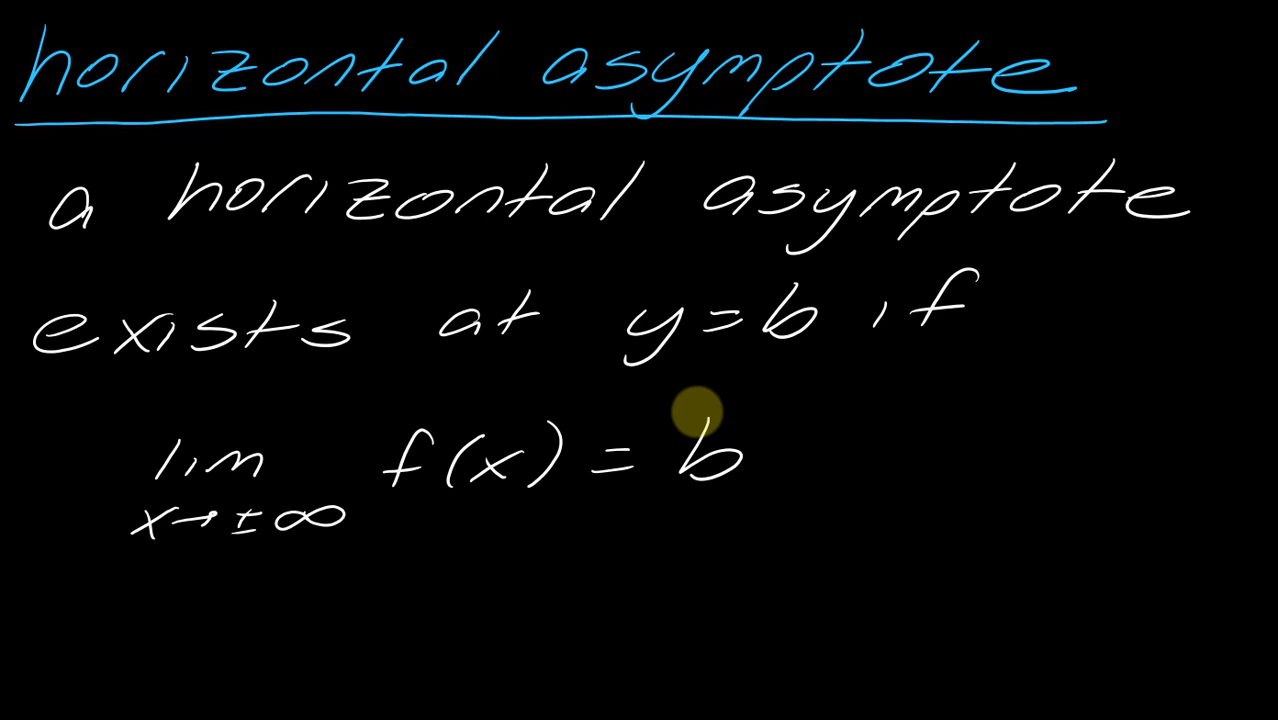 horizontal asymptote
a horizontal asymptote
exists at y=b if
lim f(x) = b
x→±∞